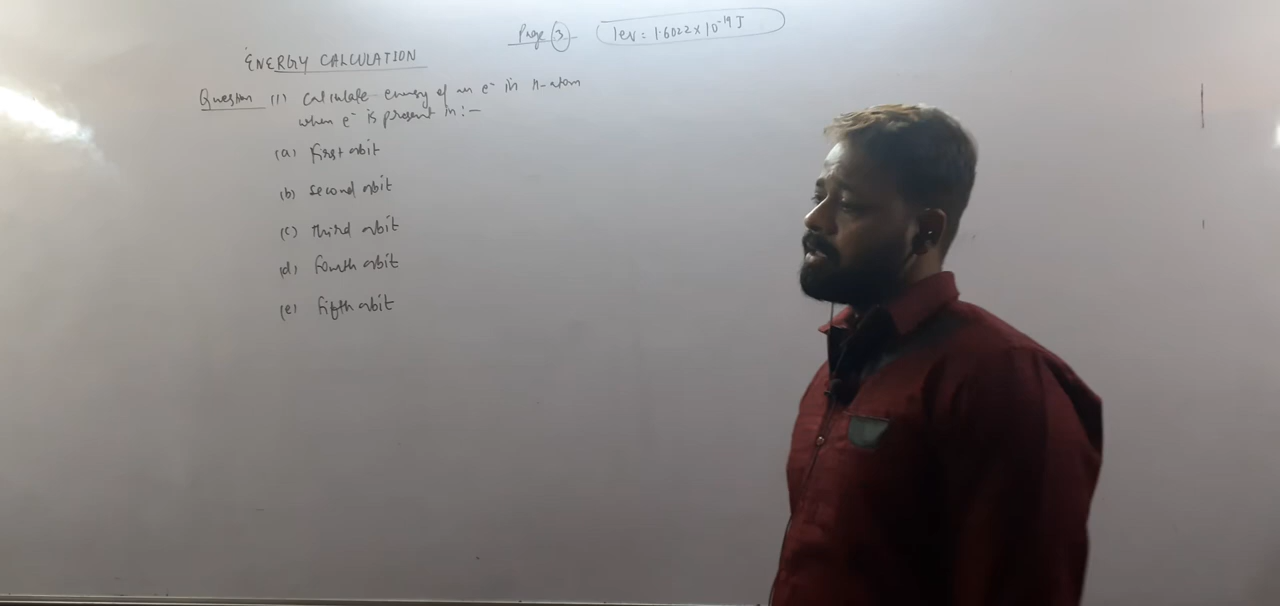 Page 3
1ev = 1.6022 x 10⁻¹⁹ J
ENERGY CALCULATION
Question (1) Calculate energy of an e⁻ in H-atom
when e⁻ is present in :-
(a) first orbit
(b) second orbit
(c) third orbit
(d) fourth orbit
(e) fifth orbit